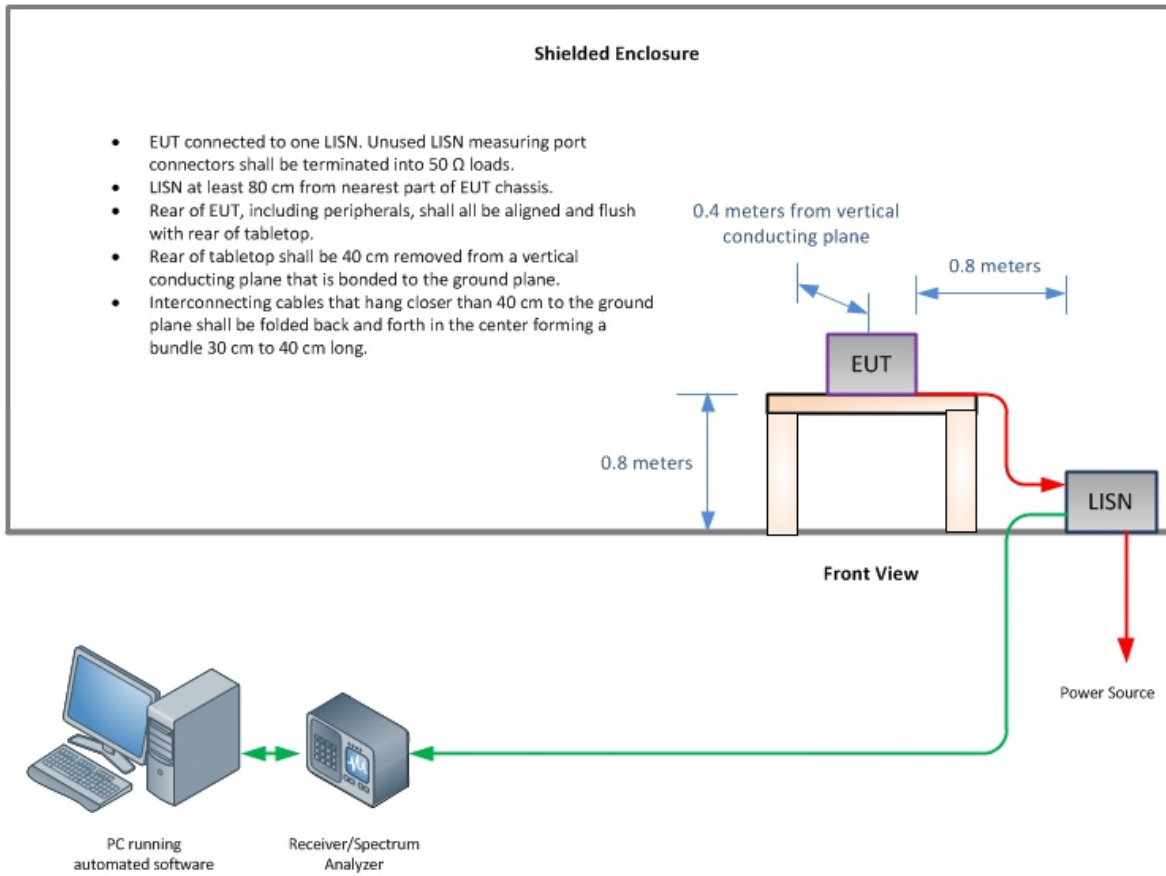 Shielded Enclosure
• EUT connected to one LISN. Unused LISN measuring port
connectors shall be terminated into 50 Ω loads.
• LISN at least 80 cm from nearest part of EUT chassis.
• Rear of EUT, including peripherals, shall all be aligned and flush
with rear of tabletop.
• Rear of tabletop shall be 40 cm removed from a vertical
conducting plane that is bonded to the ground plane.
• Interconnecting cables that hang closer than 40 cm to the ground
plane shall be folded back and forth in the center forming a
bundle 30 cm to 40 cm long.
0.4 meters from vertical
conducting plane
0.8 meters
EUT
0.8 meters
LISN
Front View
Power Source
PC running
automated software
Receiver/Spectrum
Analyzer